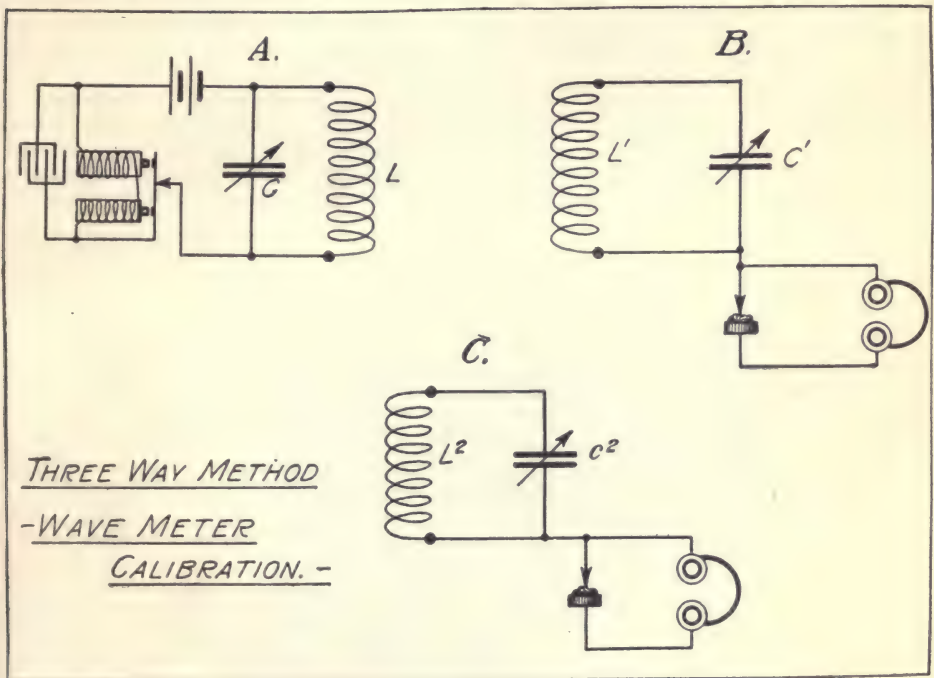 A.
B.
C
L
L'
C'
C.
L²
C²
THREE WAY METHOD
-WAVE METER
CALIBRATION.-